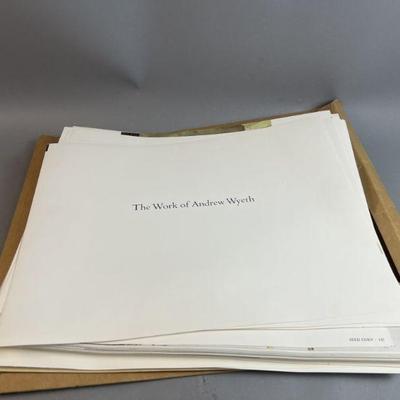 The Work of Andrew Wyeth